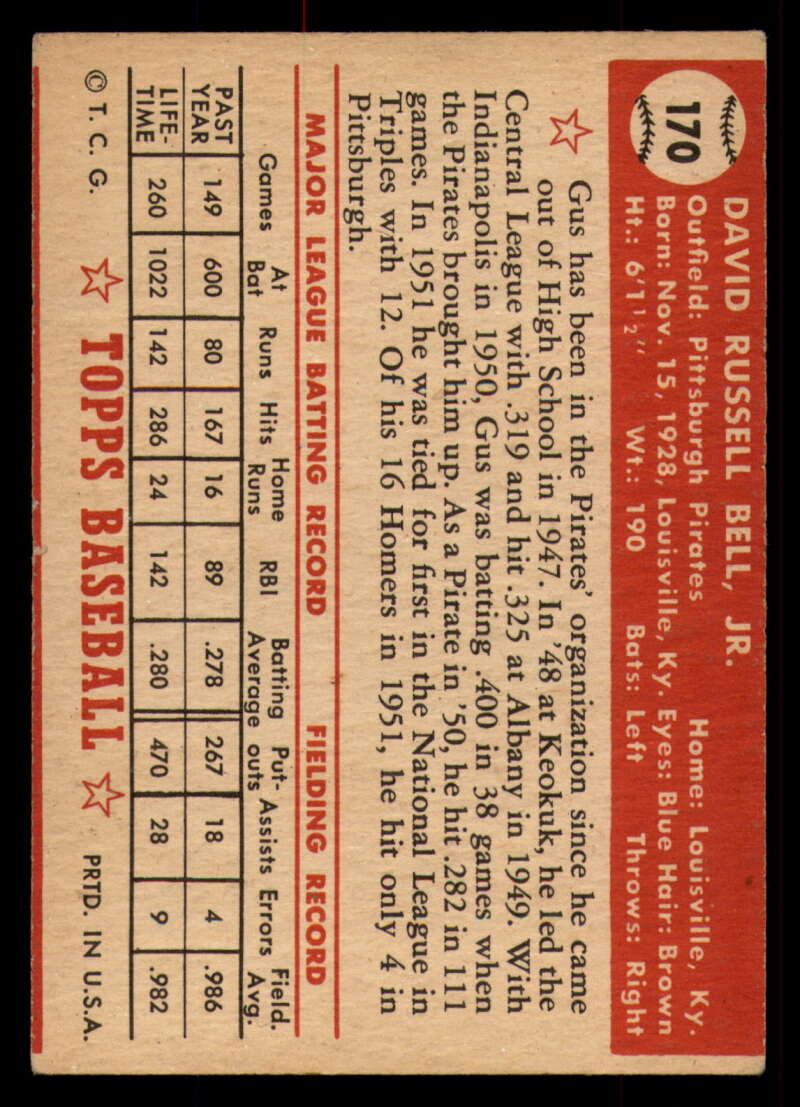 170
DAVID RUSSELL BELL, JR.
Outfield: Pittsburgh Pirates Home: Louisville, Ky.
Born: Nov. 15, 1928, Louisville, Ky. Eyes: Blue Hair: Brown
Ht.: 6'1½" Wt.: 190 Bats: Left Throws: Right
Gus has been in the Pirates' organization since he came
out of High School in 1947. In '48 at Keokuk, he led the
Central League with .319 and hit .325 at Albany in 1949. With
Indianapolis in 1950, Gus was batting .400 in 38 games when
the Pirates brought him up. As a Pirate in '50, he hit .282 in 111
games. In 1951 he was tied for first in the National League in
Triples with 12. Of his 16 Homers in 1951, he hit only 4 in
Pittsburgh.
MAJOR LEAGUE BATTING RECORD FIELDING RECORD
Games At Bat Runs Hits Home Runs RBI Batting Average Put-outs Assists Errors Field. Avg.
PAST YEAR 149 600 80 167 16 89 .278 267 18 4 .986
LIFE-TIME 260 1022 142 286 24 142 .280 470 28 9 .982
© T. C. G. TOPPS BASEBALL PRTD. IN U.S.A.